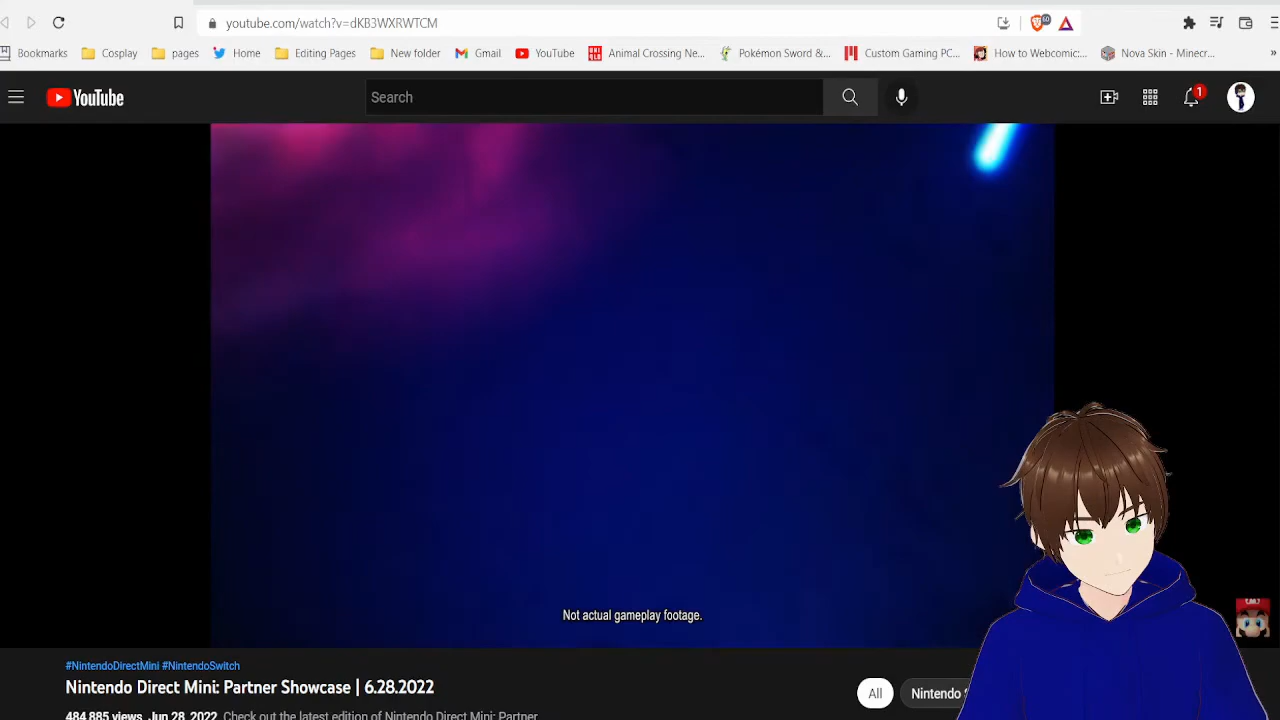 youtube.com/watch?v=dKB3WXRWTCM
60
Bookmarks Cosplay pages Home Editing Pages New folder Gmail YouTube Animal Crossing Ne... Pokémon Sword &... Custom Gaming PC... How to Webcomic:... Nova Skin - Minecr... »
YouTube Search 1
Not actual gameplay footage.
#NintendoDirectMini #NintendoSwitch
Nintendo Direct Mini: Partner Showcase | 6.28.2022
All Nintendo
484,885 views Jun 28, 2022 Check out the latest edition of Nintendo Direct Mini: Partner